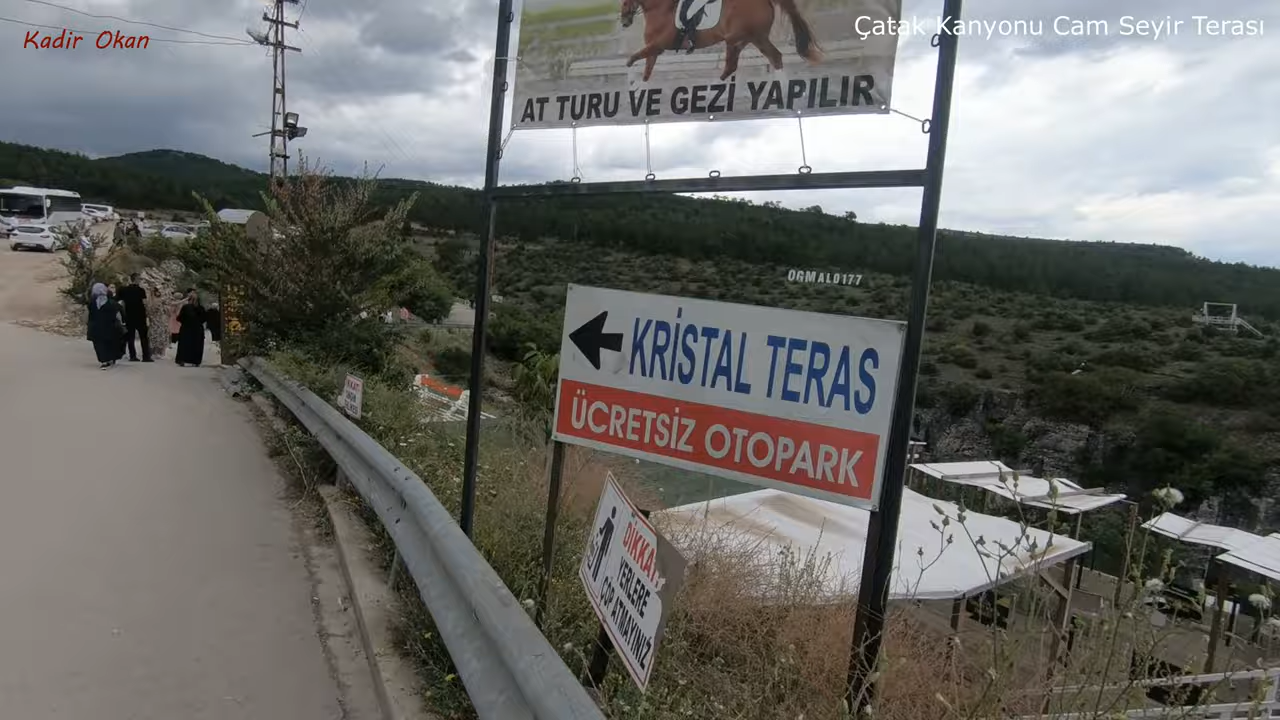 Kadir Okan
Çatak Kanyonu Cam Seyir Terası
AT TURU VE GEZİ YAPILIR
OGMAL0177
KRİSTAL TERAS
ÜCRETSİZ OTOPARK
DİKKAT
YERLERE
ÇÖP ATMAYINIZ